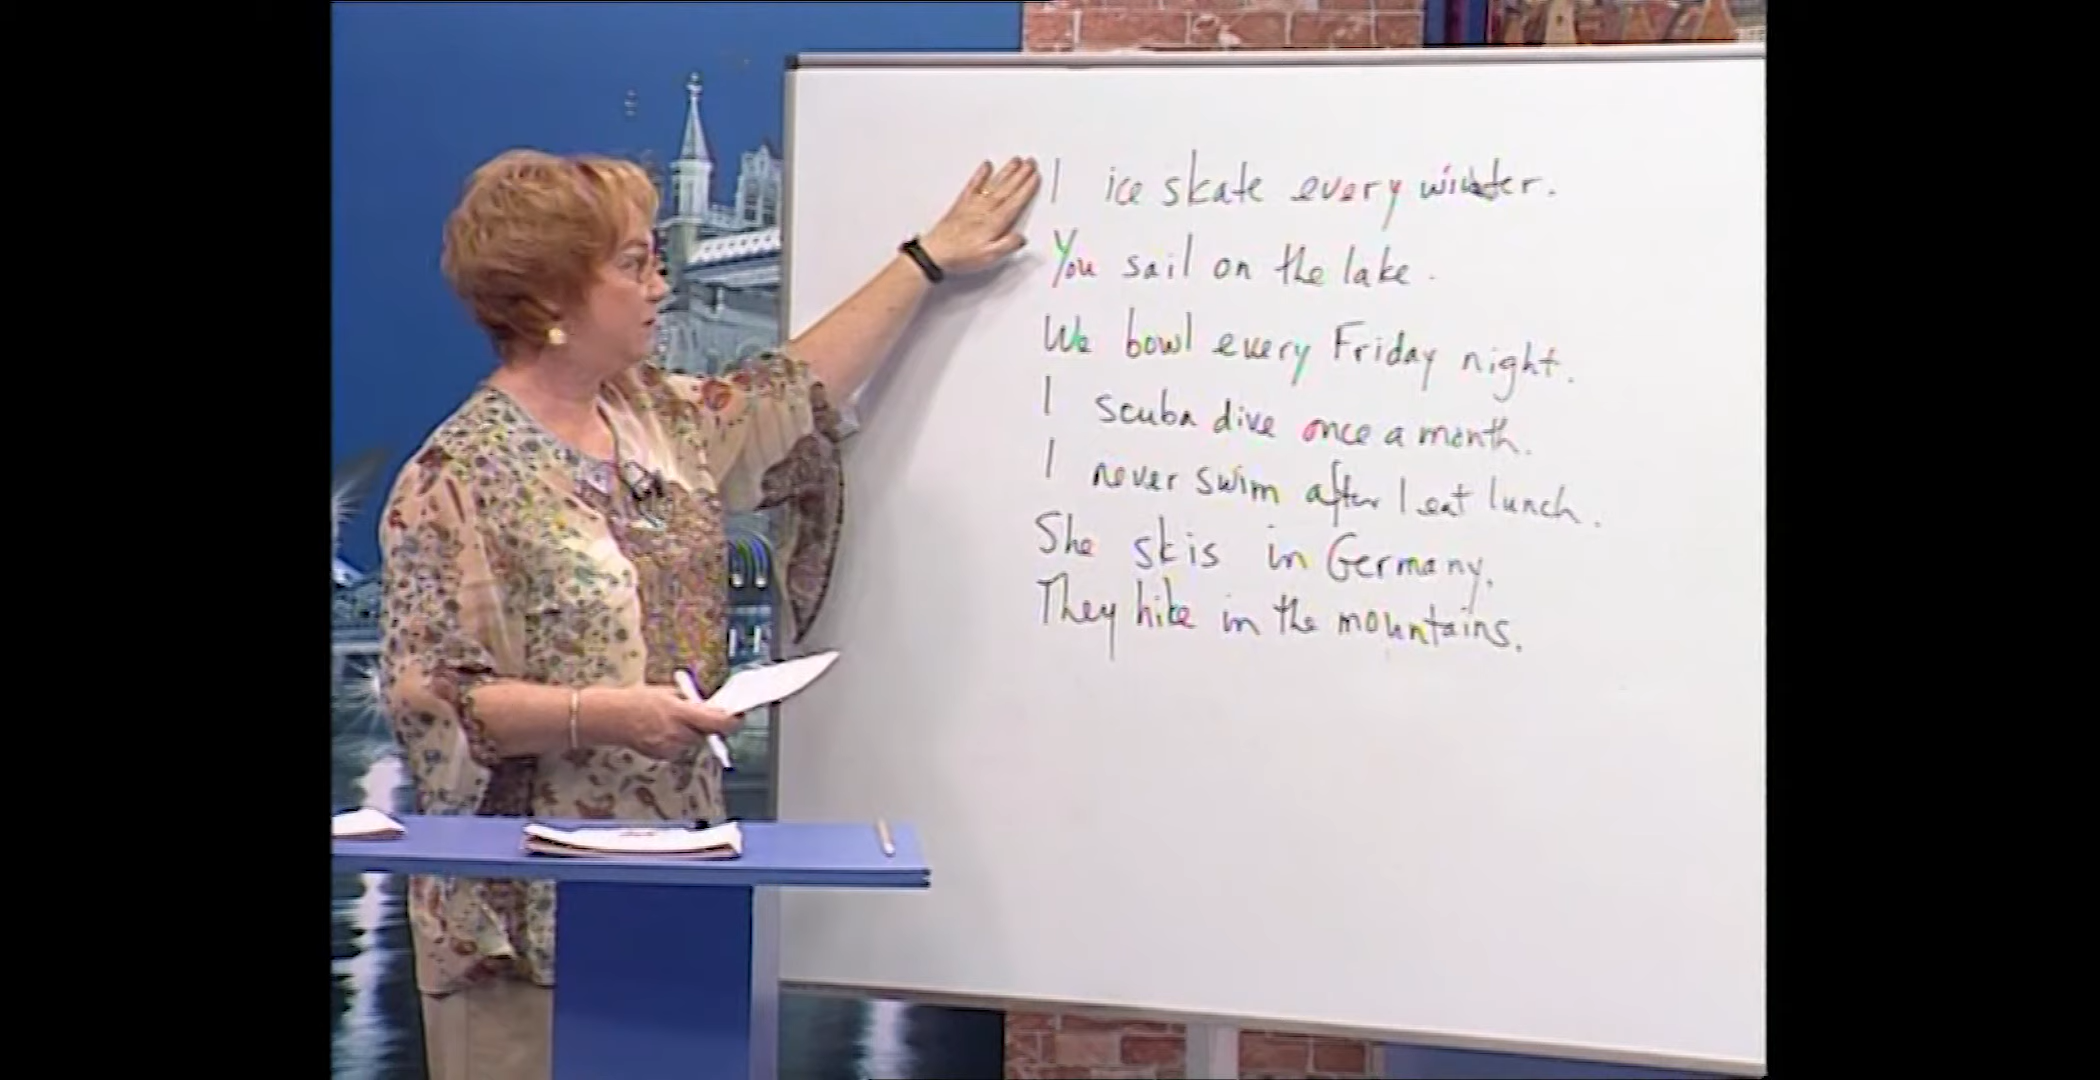 I ice skate every winter.
You sail on the lake.
We bowl every Friday night.
I scuba dive once a month.
I never swim after I eat lunch.
She skis in Germany.
They hike in the mountains.